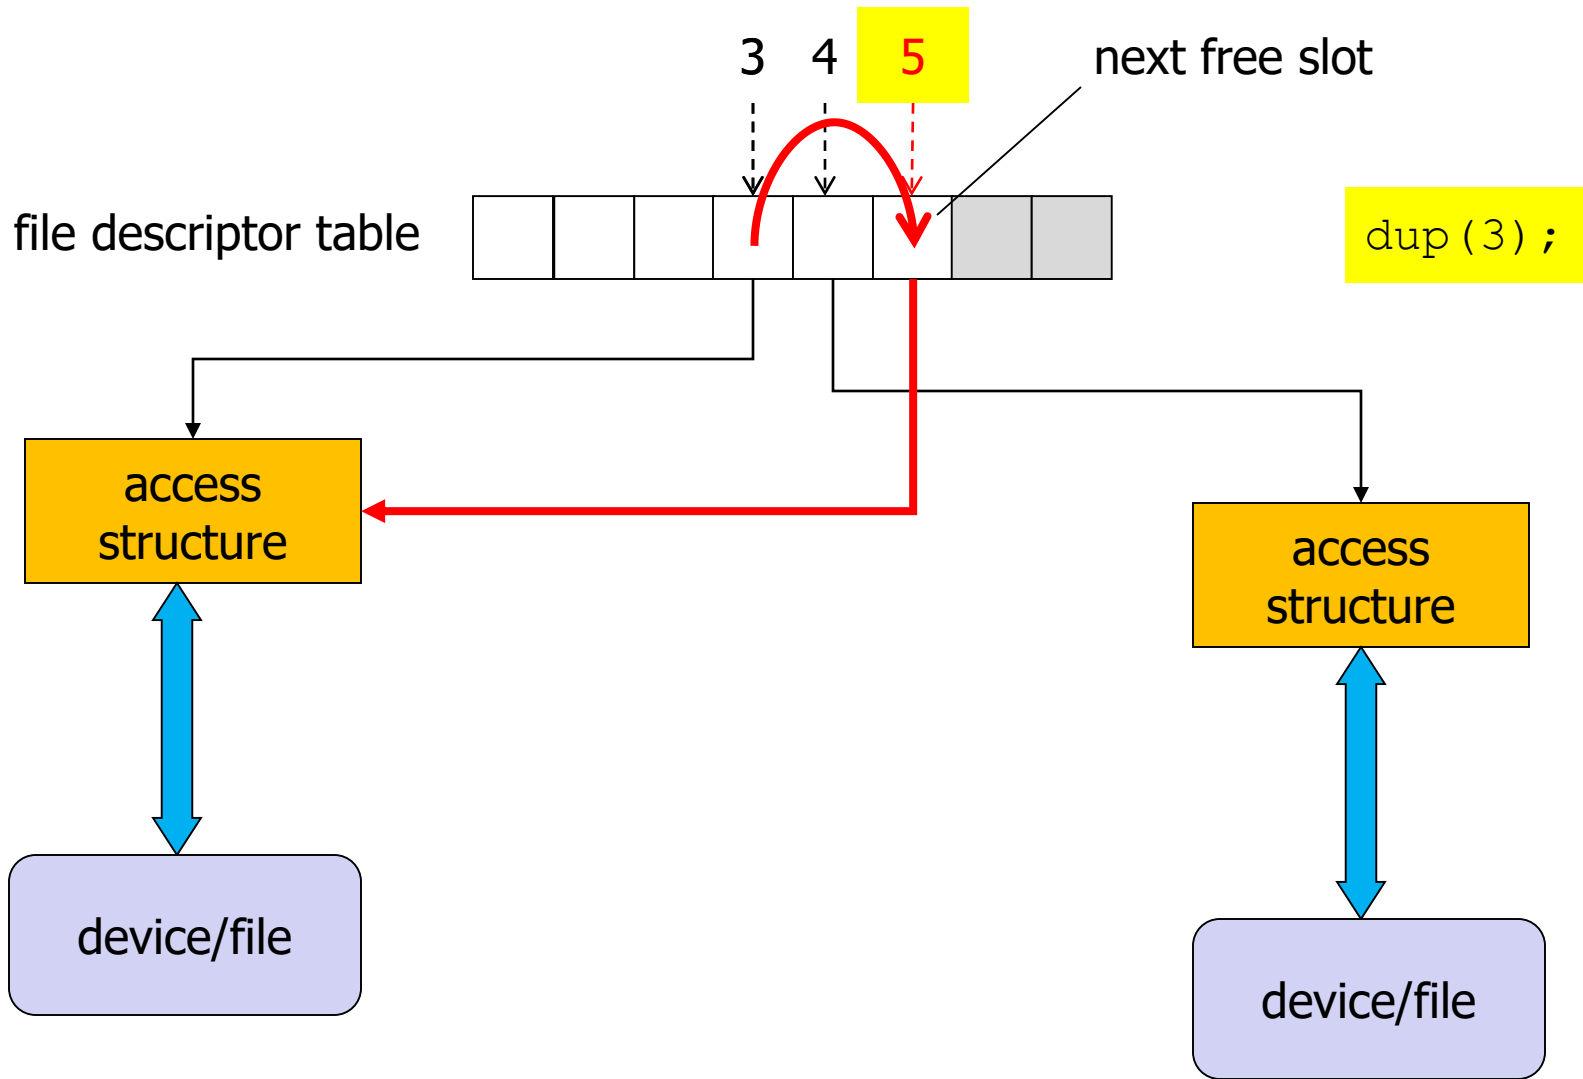 3 4 5 next free slot
file descriptor table
dup(3);
access
structure
access
structure
device/file
device/file